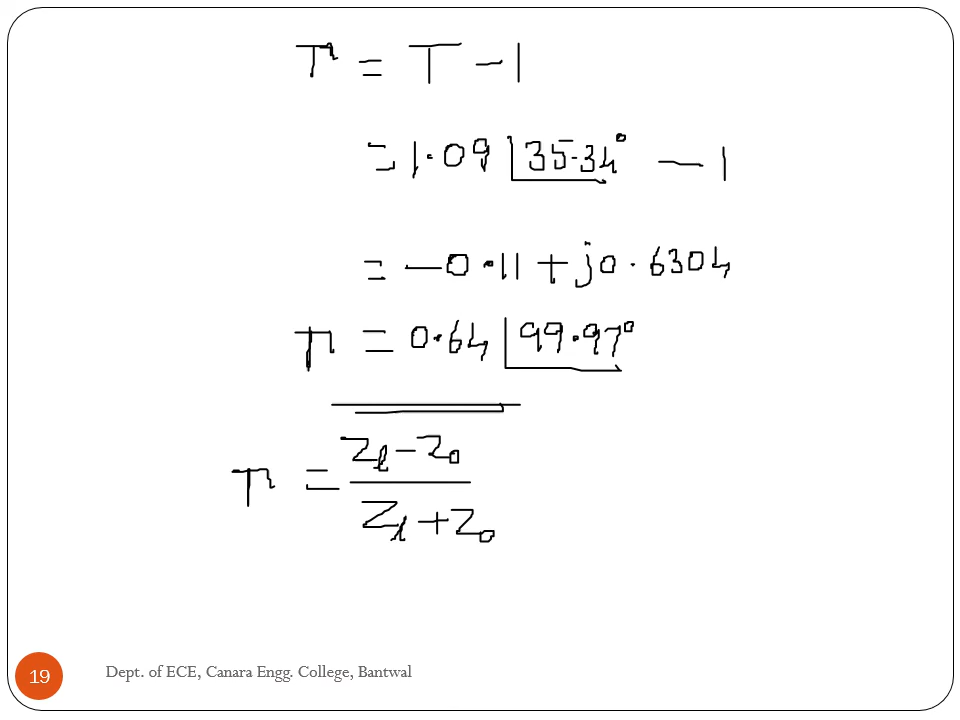 Γ = T - 1
= 1.09 ∠35.34° - 1
= -0.11 + j0.6304
Γ = 0.64 ∠99.97°
Γ = (Zl - Z0) / (Zl + Z0)
19
Dept. of ECE, Canara Engg. College, Bantwal